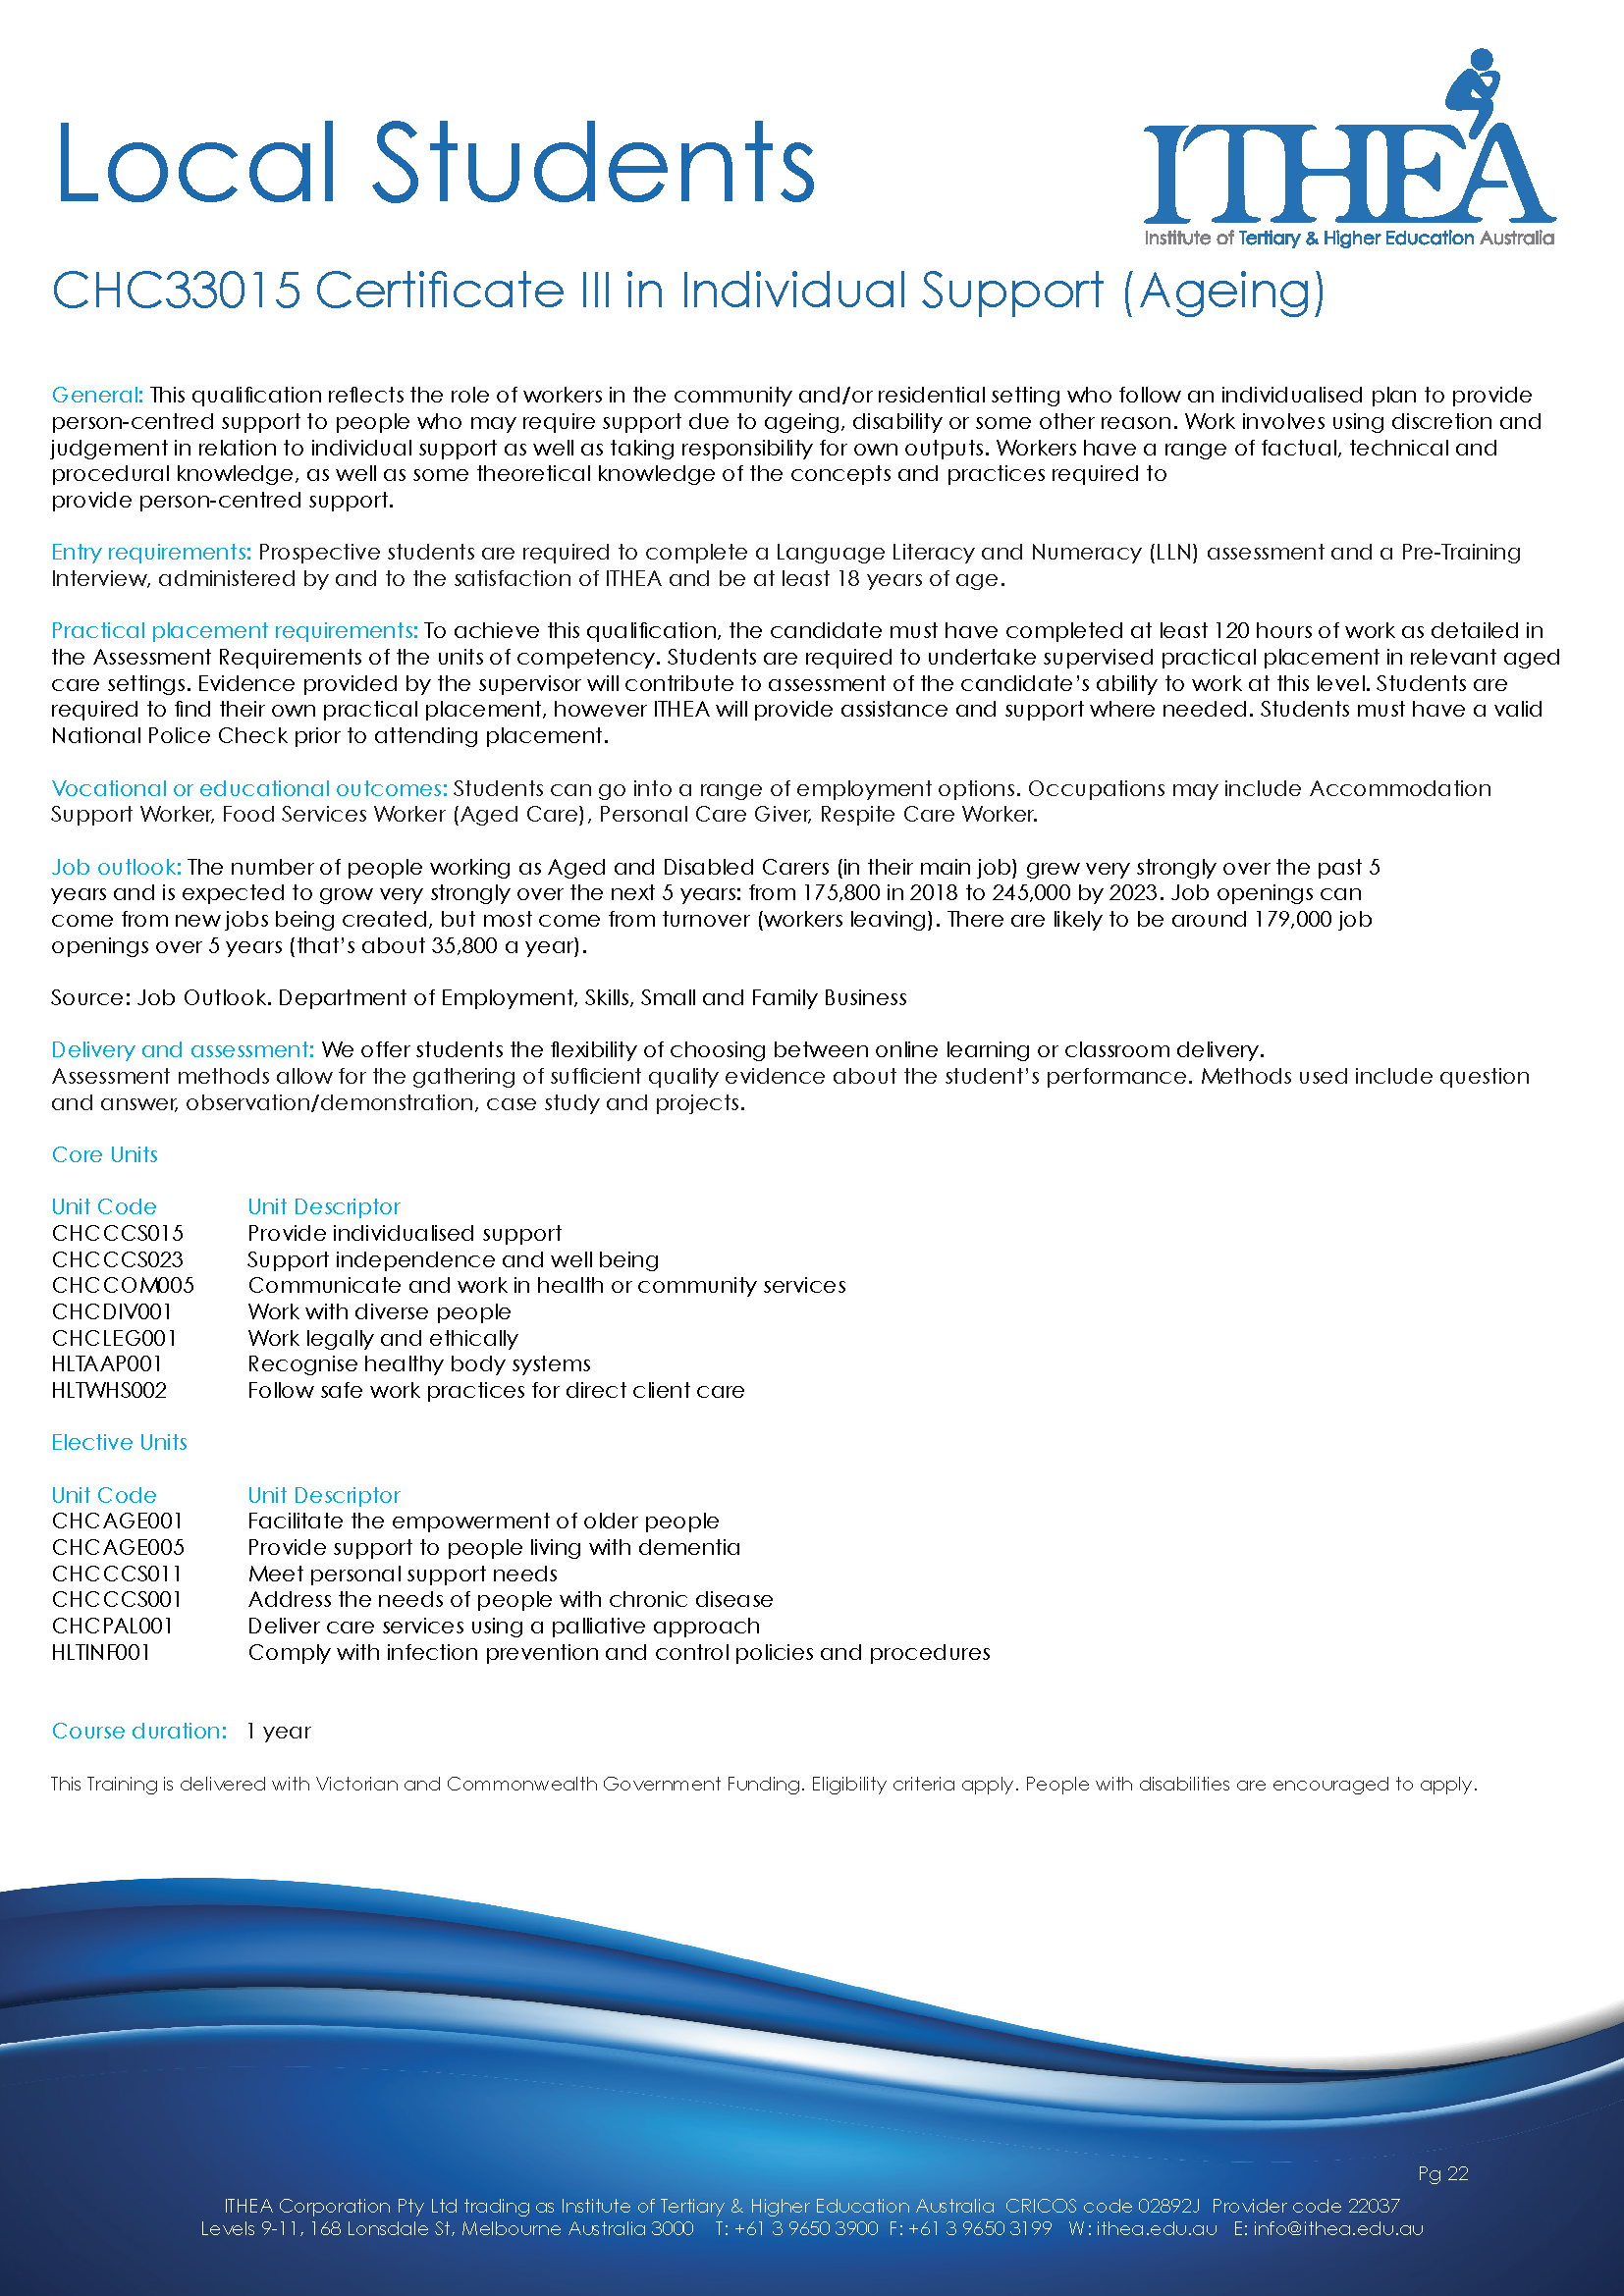 Local Students
ITHEA
Institute of Tertiary & Higher Education Australia
CHC33015 Certificate III in Individual Support (Ageing)
General: This qualification reflects the role of workers in the community and/or residential setting who follow an individualised plan to provide
person-centred support to people who may require support due to ageing, disability or some other reason. Work involves using discretion and
judgement in relation to individual support as well as taking responsibility for own outputs. Workers have a range of factual, technical and
procedural knowledge, as well as some theoretical knowledge of the concepts and practices required to
provide person-centred support.
Entry requirements: Prospective students are required to complete a Language Literacy and Numeracy (LLN) assessment and a Pre-Training
Interview, administered by and to the satisfaction of ITHEA and be at least 18 years of age.
Practical placement requirements: To achieve this qualification, the candidate must have completed at least 120 hours of work as detailed in
the Assessment Requirements of the units of competency. Students are required to undertake supervised practical placement in relevant aged
care settings. Evidence provided by the supervisor will contribute to assessment of the candidate's ability to work at this level. Students are
required to find their own practical placement, however ITHEA will provide assistance and support where needed. Students must have a valid
National Police Check prior to attending placement.
Vocational or educational outcomes: Students can go into a range of employment options. Occupations may include Accommodation
Support Worker, Food Services Worker (Aged Care), Personal Care Giver, Respite Care Worker.
Job outlook: The number of people working as Aged and Disabled Carers (in their main job) grew very strongly over the past 5
years and is expected to grow very strongly over the next 5 years: from 175,800 in 2018 to 245,000 by 2023. Job openings can
come from new jobs being created, but most come from turnover (workers leaving). There are likely to be around 179,000 job
openings over 5 years (that's about 35,800 a year).
Source: Job Outlook. Department of Employment, Skills, Small and Family Business
Delivery and assessment: We offer students the flexibility of choosing between online learning or classroom delivery.
Assessment methods allow for the gathering of sufficient quality evidence about the student's performance. Methods used include question
and answer, observation/demonstration, case study and projects.
Core Units
Unit Code Unit Descriptor
CHCCCS015 Provide individualised support
CHCCCS023 Support independence and well being
CHCCOM005 Communicate and work in health or community services
CHCDIV001 Work with diverse people
CHCLEG001 Work legally and ethically
HLTAAP001 Recognise healthy body systems
HLTWHS002 Follow safe work practices for direct client care
Elective Units
Unit Code Unit Descriptor
CHCAGE001 Facilitate the empowerment of older people
CHCAGE005 Provide support to people living with dementia
CHCCCS011 Meet personal support needs
CHCCCS001 Address the needs of people with chronic disease
CHCPAL001 Deliver care services using a palliative approach
HLTINF001 Comply with infection prevention and control policies and procedures
Course duration: 1 year
This Training is delivered with Victorian and Commonwealth Government Funding. Eligibility criteria apply. People with disabilities are encouraged to apply.
Pg 22
ITHEA Corporation Pty Ltd trading as Institute of Tertiary & Higher Education Australia CRICOS code 02892J Provider code 22037
Levels 9-11, 168 Lonsdale St, Melbourne Australia 3000 T: +61 3 9650 3900 F: +61 3 9650 3199 W: ithea.edu.au E: info@ithea.edu.au